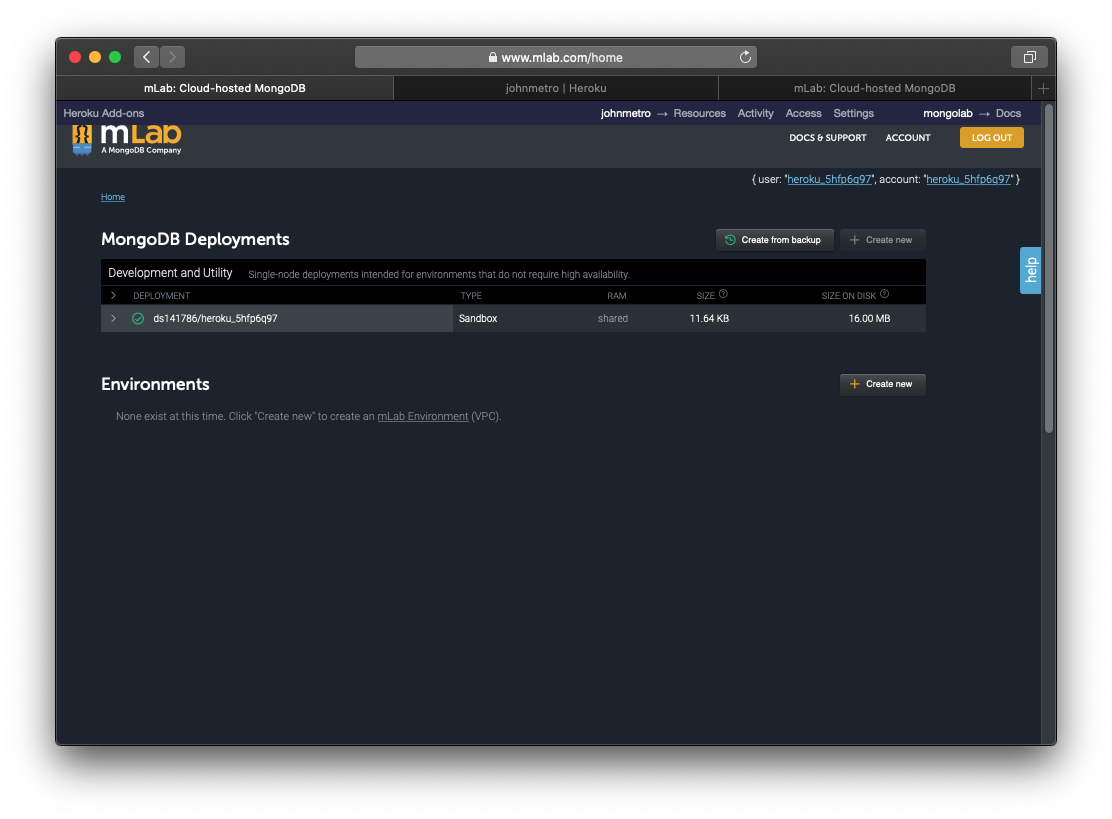 www.mlab.com/home
mLab: Cloud-hosted MongoDB
johnmetro | Heroku
mLab: Cloud-hosted MongoDB
Heroku Add-ons
johnmetro → Resources Activity Access Settings mongolab → Docs
mLab
A MongoDB Company
DOCS & SUPPORT ACCOUNT LOG OUT
{ user: "heroku_5hfp6q97", account: "heroku_5hfp6q97" }
Home
MongoDB Deployments
Create from backup
+ Create new
help
Development and Utility Single-node deployments intended for environments that do not require high availability.
DEPLOYMENT TYPE RAM SIZE ? SIZE ON DISK ?
ds141786/heroku_5hfp6q97 Sandbox shared 11.64 KB 16.00 MB
Environments
+ Create new
None exist at this time. Click "Create new" to create an mLab Environment (VPC).